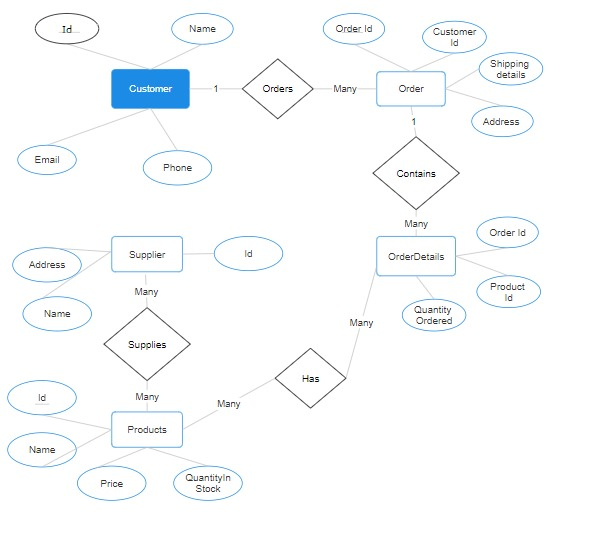 Id
Name
Order Id
Customer
Id
Shipping
details
Customer
1
Orders
Many
Order
Address
1
Email
Phone
Contains
Many
Order Id
Supplier
Id
OrderDetails
Address
Many
Product
Id
Name
Quantity
Ordered
Many
Supplies
Has
Id
Many
Many
Products
Name
Price
QuantityIn
Stock